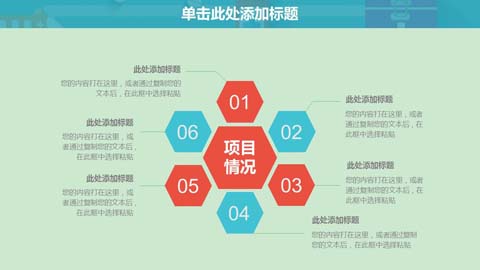 单击此处添加标题
此处添加标题
您的内容打在这里，或者通过复制您的
文本后，在此框中选择粘贴
01
此处添加标题
您的内容打在这里，或
者通过复制您的文本后，在
此框中选择粘贴
02
此处添加标题
您的内容打在这里，或者
通过复制您的文本后，在
此框中选择粘贴
03
此处添加标题
您的内容打在这里，或者通过复制
您的文本后，在此框中选择粘贴
04
此处添加标题
您的内容打在这里，或
者通过复制您的文本后，
在此框中选择粘贴
05
此处添加标题
您的内容打在这里，或
者通过复制您的文本后，
在此框中选择粘贴
06
项目
情况